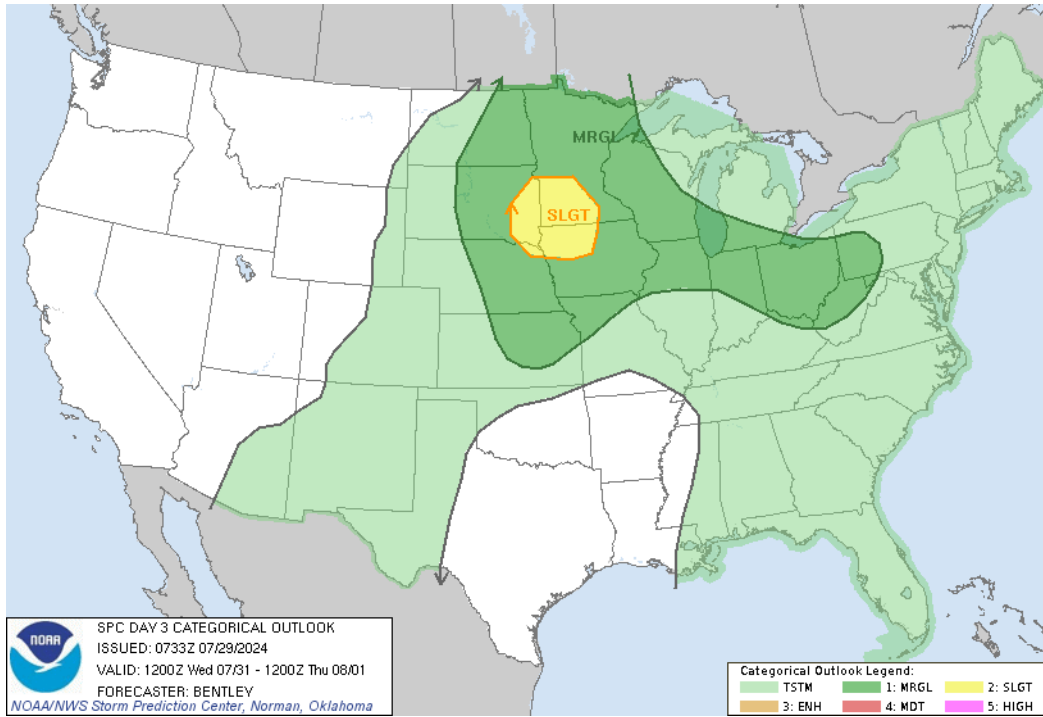 MRGL
SLGT
SPC DAY 3 CATEGORICAL OUTLOOK
ISSUED: 0733Z 07/29/2024
VALID: 1200Z Wed 07/31 - 1200Z Thu 08/01
FORECASTER: BENTLEY
NOAA/NWS Storm Prediction Center, Norman, Oklahoma
NOAA
Categorical Outlook Legend:
TSTM 1: MRGL 2: SLGT
3: ENH 4: MDT 5: HIGH